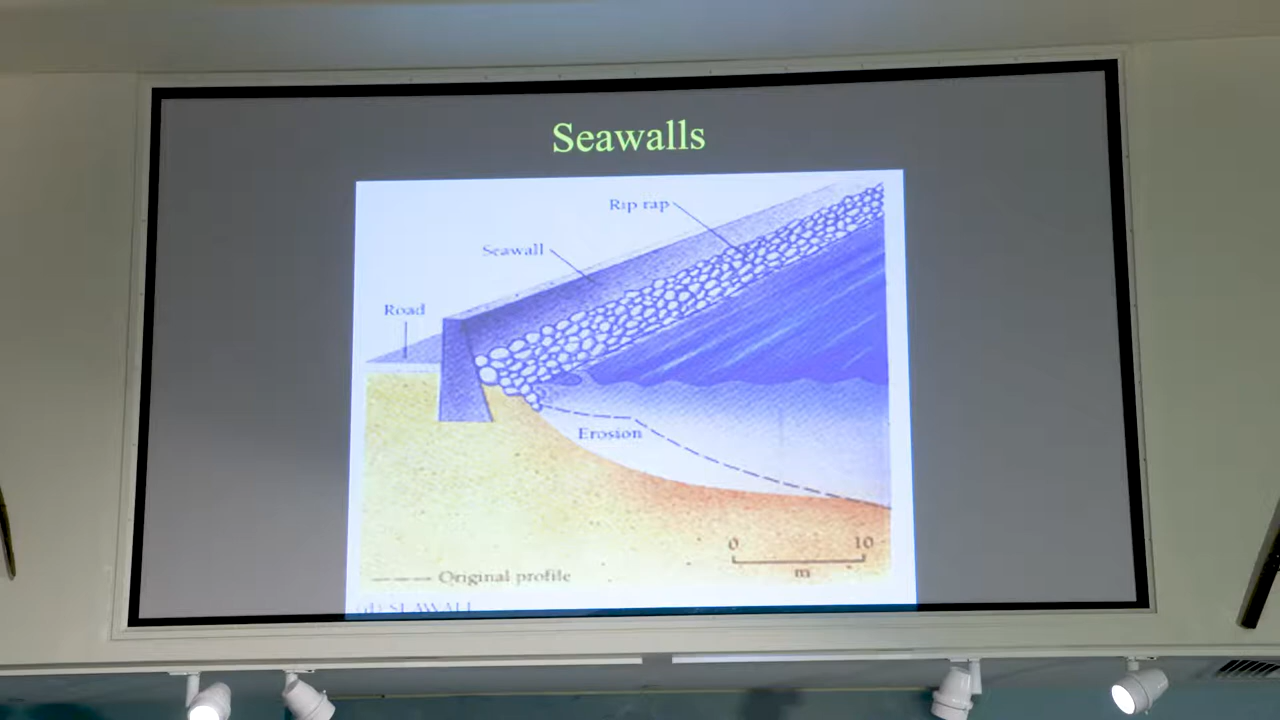 Seawalls
Rip rap
Seawall
Road
Erosion
0 10
m
Original profile
(d) SEAWALL